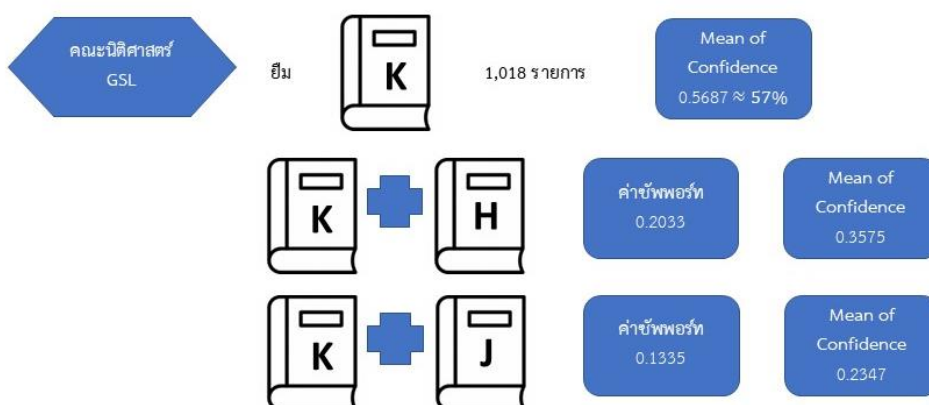 คณะนิติศาสตร์
GSL
ยืม
K
1,018 รายการ
Mean of
Confidence
0.5687 ≈ 57%
K
H
ค่าซัพพอร์ท
0.2033
Mean of
Confidence
0.3575
K
J
ค่าซัพพอร์ท
0.1335
Mean of
Confidence
0.2347